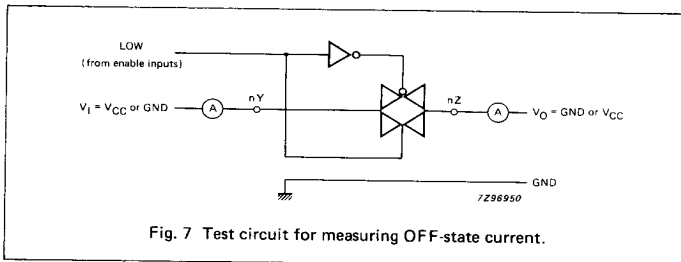 LOW
(from enable inputs)
V_I = V_CC or GND
A
nY
nZ
A
V_O = GND or V_CC
GND
7Z96950
Fig. 7 Test circuit for measuring OFF-state current.